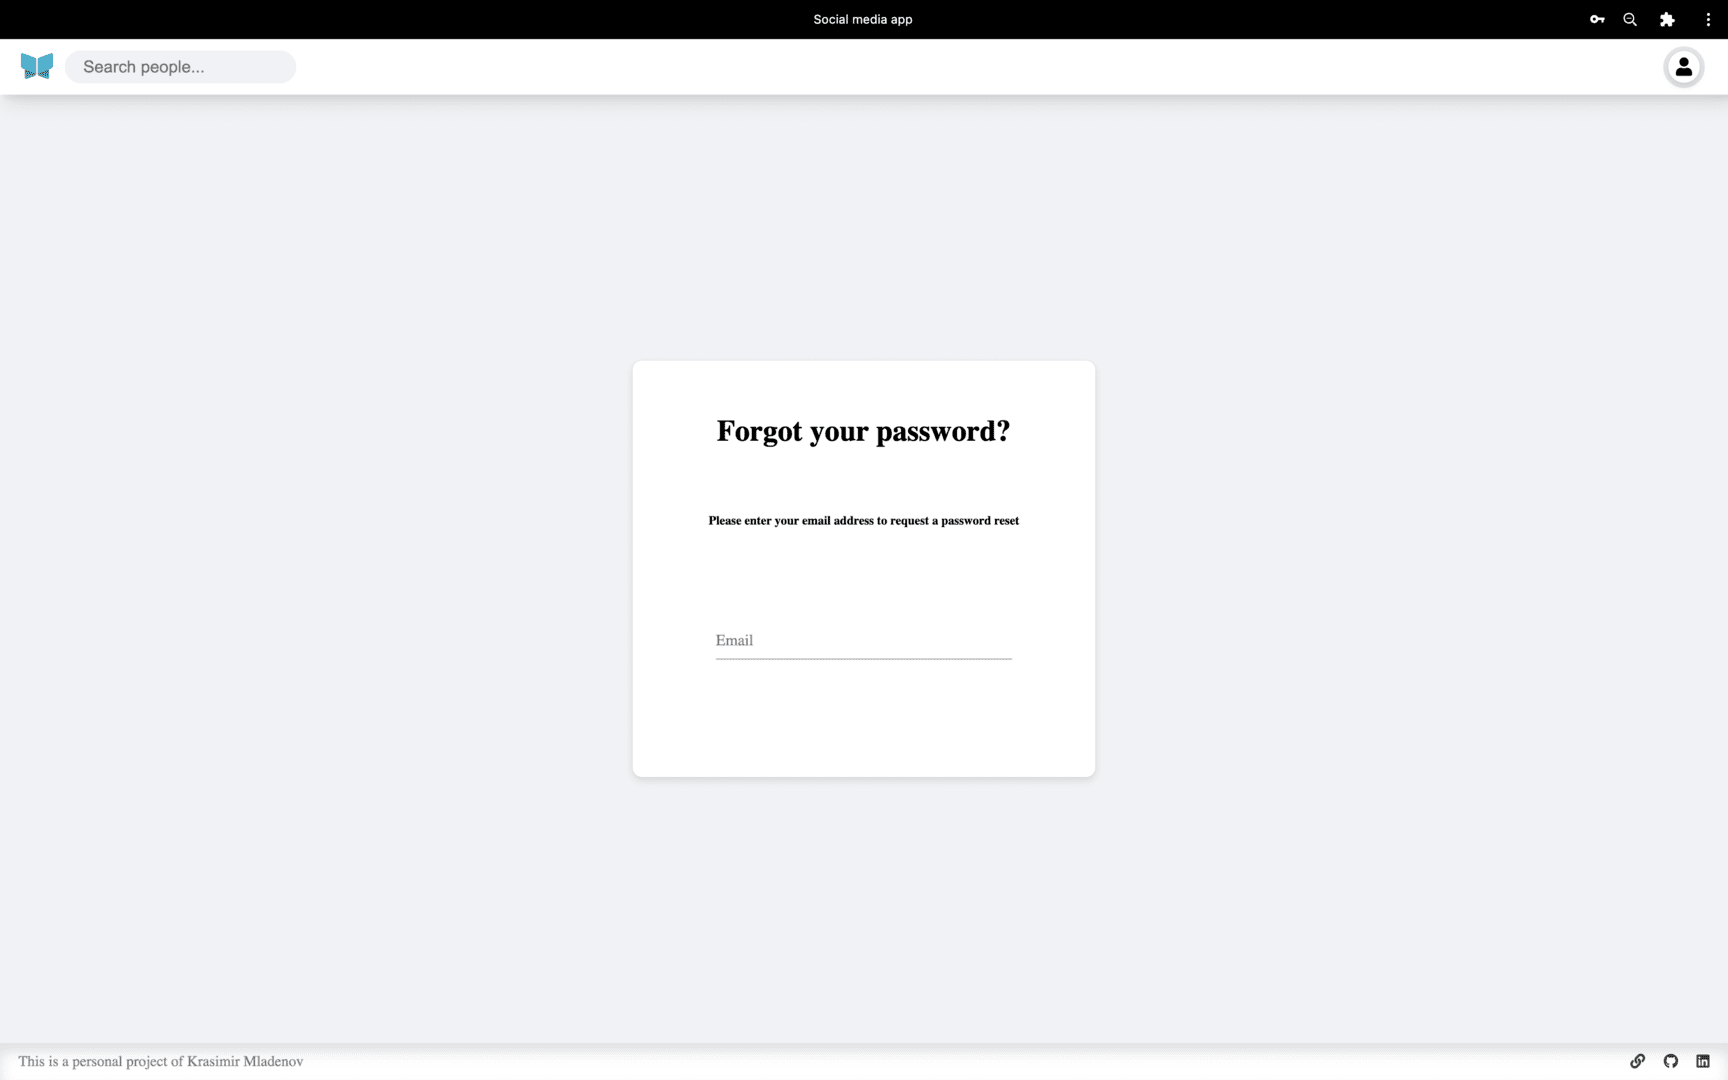 Social media app
Search people...
Forgot your password?
Please enter your email address to request a password reset
Email
This is a personal project of Krasimir Mladenov